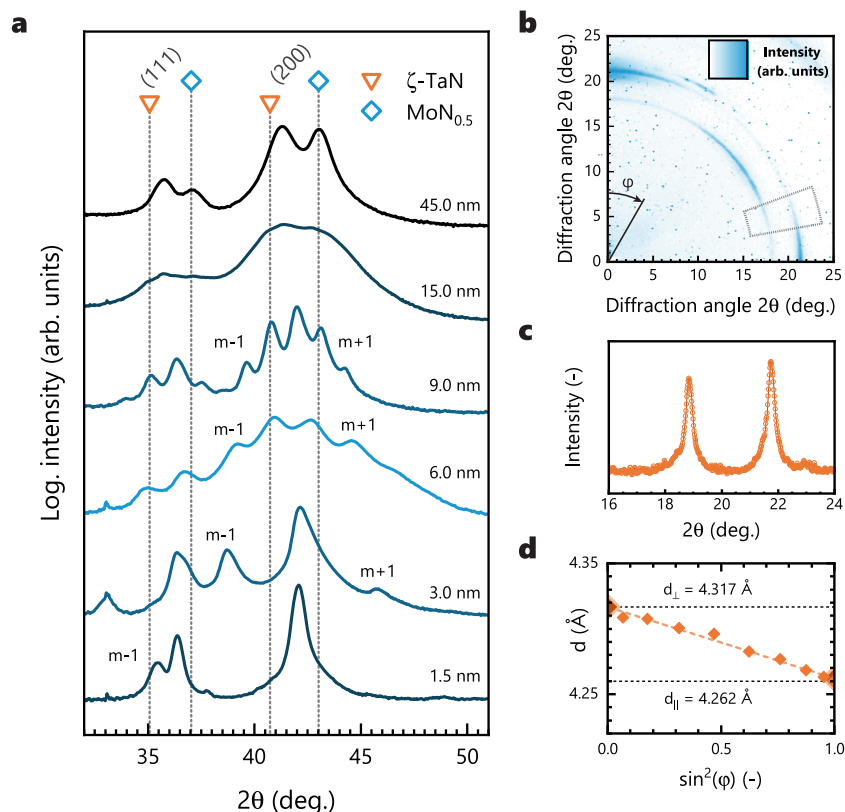 a
(111)
(200)
ζ-TaN
MoN0.5
45.0 nm
15.0 nm
m-1
m+1
9.0 nm
m-1
m+1
6.0 nm
m-1
m+1
3.0 nm
m-1
1.5 nm
Log. intensity (arb. units)
35 40 45 50
2θ (deg.)
b
Intensity
(arb. units)
φ
Diffraction angle 2θ (deg.)
25
20
15
10
5
0
0 5 10 15 20 25
Diffraction angle 2θ (deg.)
c
Intensity (-)
16 18 20 22 24
2θ (deg.)
d
4.35
4.25
d (Å)
d⊥ = 4.317 Å
d|| = 4.262 Å
0.0 0.5 1.0
sin²(φ) (-)